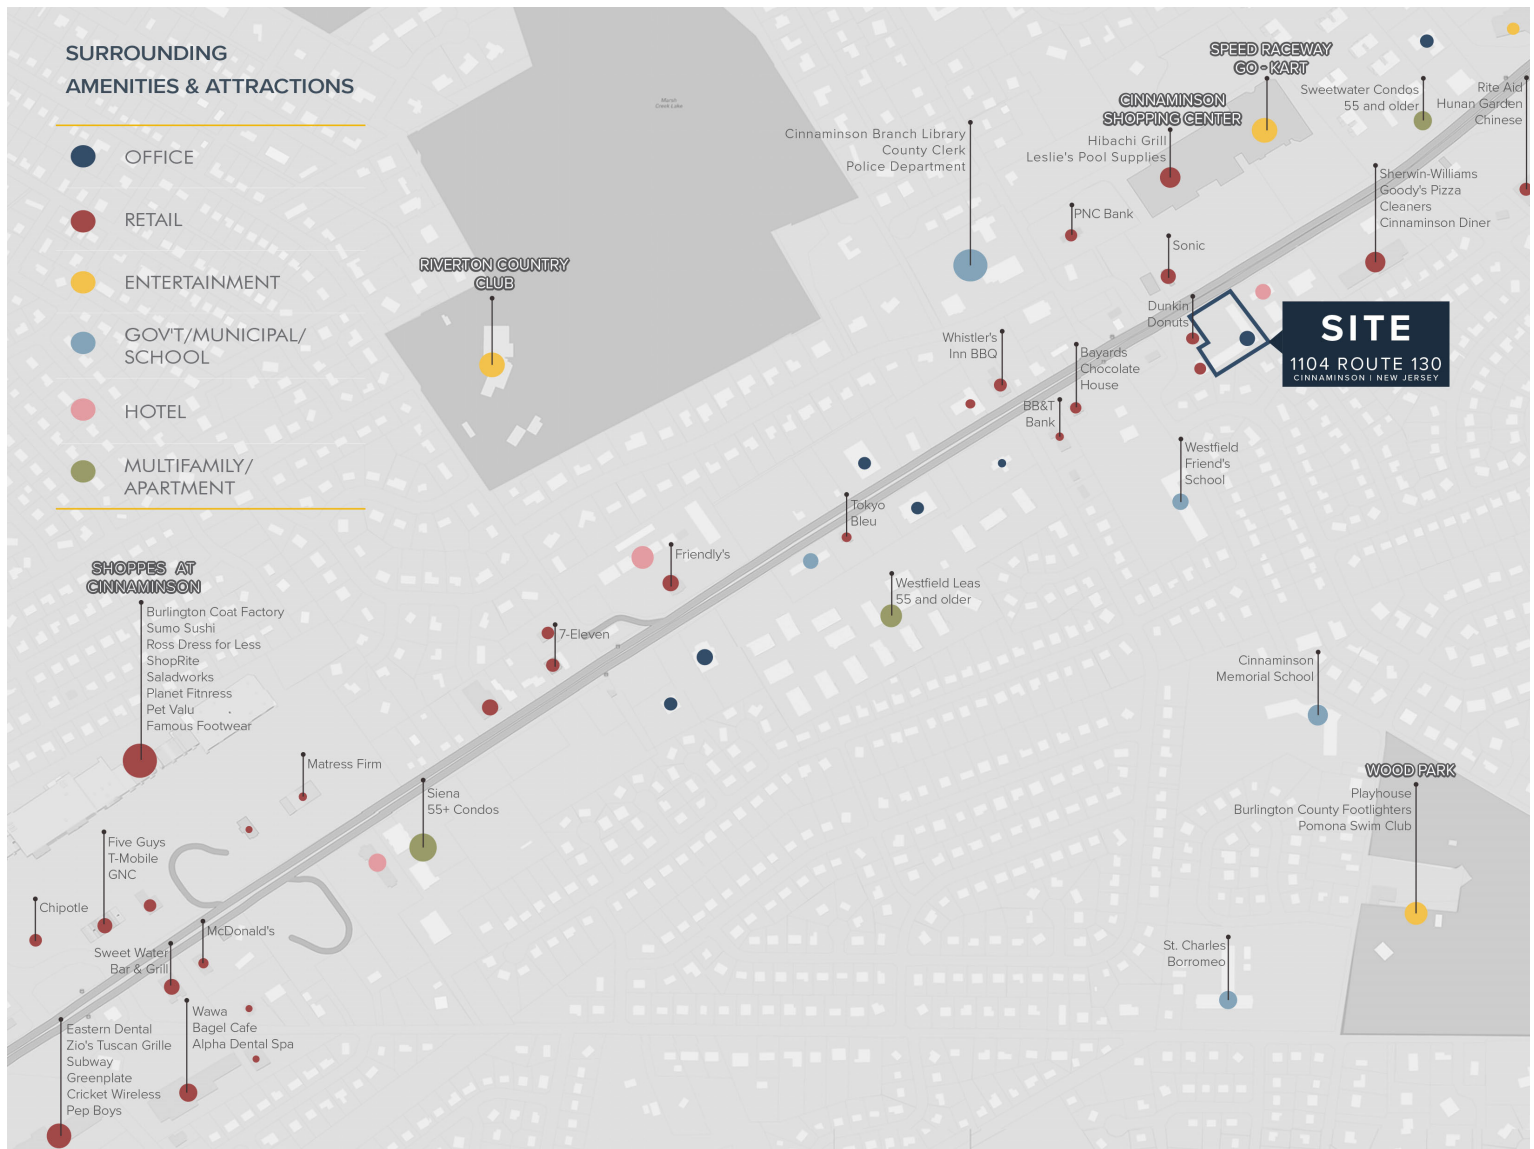 SURROUNDING
AMENITIES & ATTRACTIONS
OFFICE
RETAIL
ENTERTAINMENT
GOV'T/MUNICIPAL/
SCHOOL
HOTEL
MULTIFAMILY/
APARTMENT
Marsh
Creek Lake
SPEED RACEWAY
GO - KART
CINNAMINSON
SHOPPING CENTER
Hibachi Grill
Leslie's Pool Supplies
Sweetwater Condos
55 and older
Rite Aid
Hunan Garden
Chinese
Cinnaminson Branch Library
County Clerk
Police Department
Sherwin-Williams
Goody's Pizza
Cleaners
Cinnaminson Diner
PNC Bank
Sonic
RIVERTON COUNTRY
CLUB
Dunkin
Donuts
SITE
1104 ROUTE 130
CINNAMINSON | NEW JERSEY
Whistler's
Inn BBQ
Bayards
Chocolate
House
BB&T
Bank
Westfield
Friend's
School
Tokyo
Bleu
Friendly's
Westfield Leas
55 and older
SHOPPES AT
CINNAMINSON
Burlington Coat Factory
Sumo Sushi
Ross Dress for Less
ShopRite
Saladworks
Planet Fitnress
Pet Valu
Famous Footwear
7-Eleven
Cinnaminson
Memorial School
Matress Firm
Siena
55+ Condos
WOOD PARK
Playhouse
Burlington County Footlighters
Pomona Swim Club
Five Guys
T-Mobile
GNC
Chipotle
McDonald's
Sweet Water
Bar & Grill
St. Charles
Borromeo
Wawa
Bagel Cafe
Alpha Dental Spa
Eastern Dental
Zio's Tuscan Grille
Subway
Greenplate
Cricket Wireless
Pep Boys